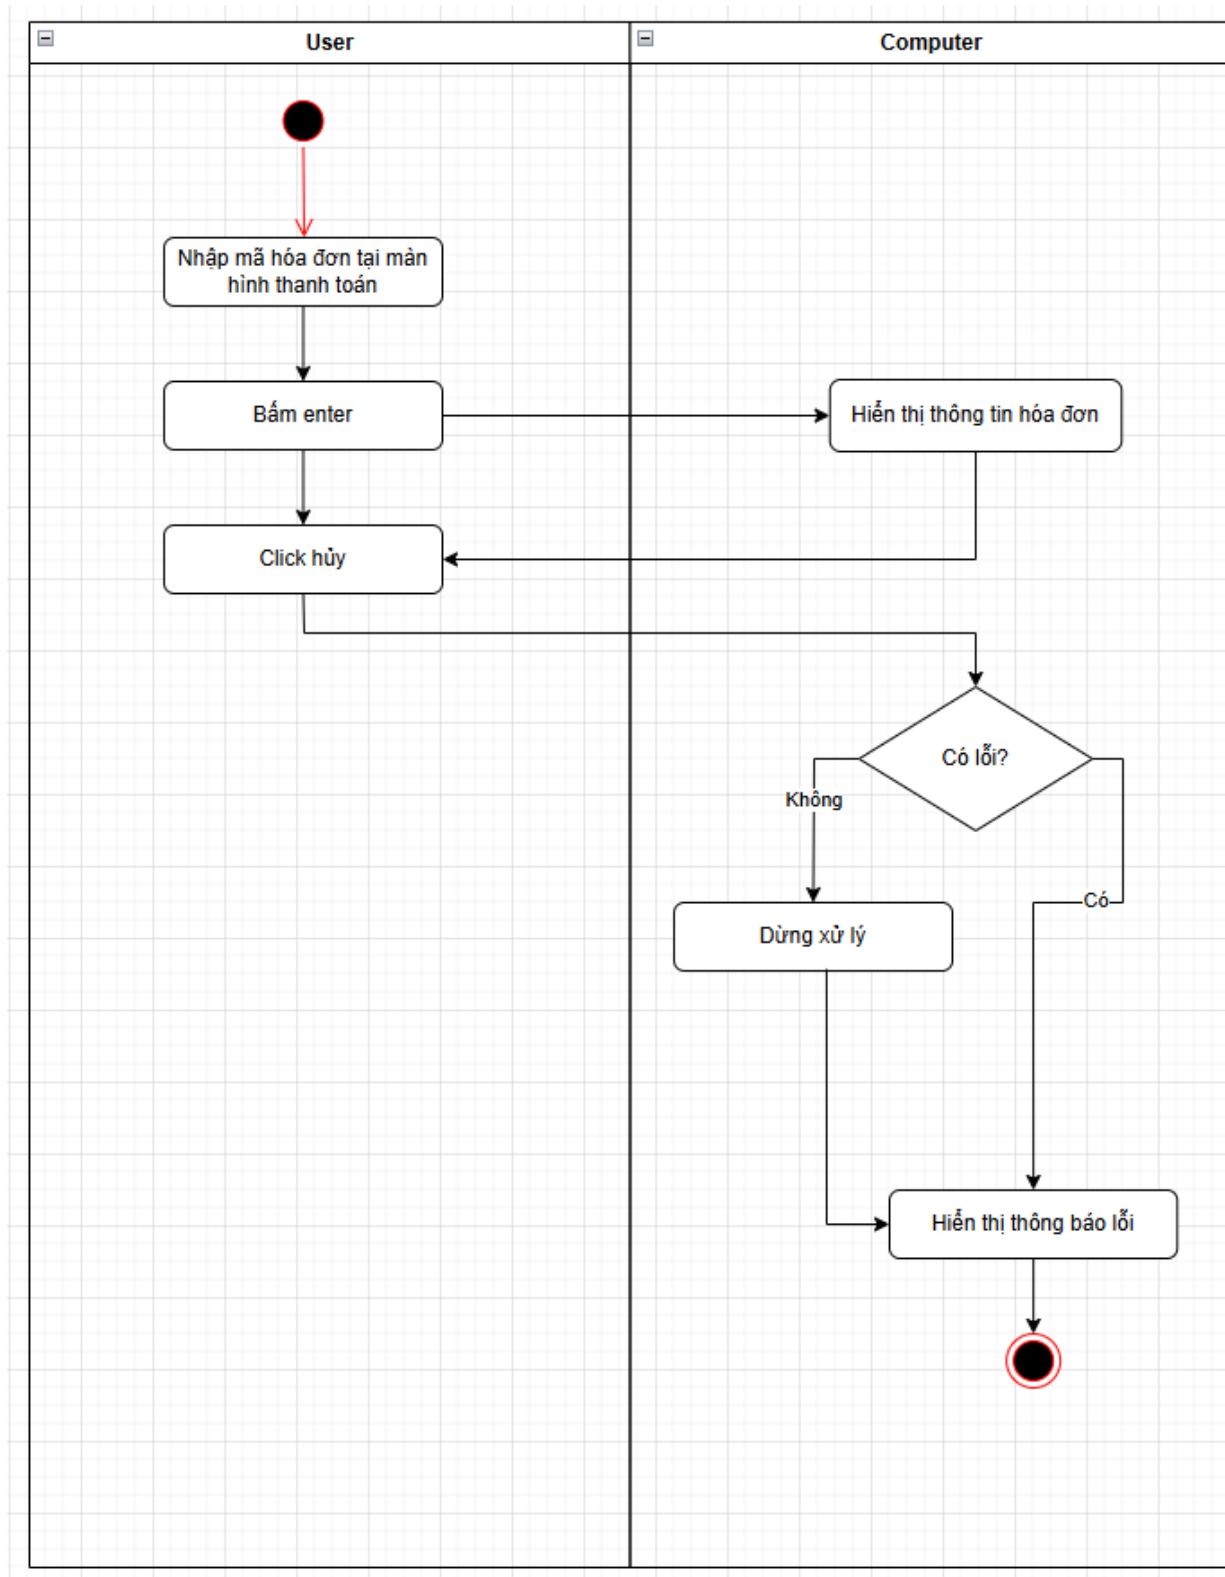 User
Computer
Nhập mã hóa đơn tại màn
hình thanh toán
Bấm enter
Hiển thị thông tin hóa đơn
Click hủy
Có lỗi?
Không
Có
Dừng xử lý
Hiển thị thông báo lỗi